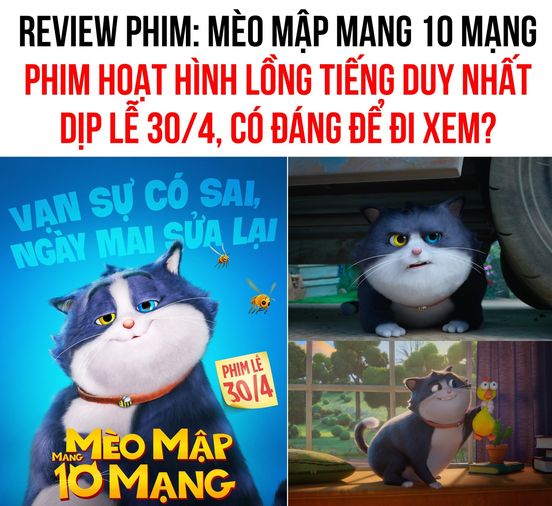 REVIEW PHIM: MÈO MẬP MANG 10 MẠNG
PHIM HOẠT HÌNH LỒNG TIẾNG DUY NHẤT
DỊP LỄ 30/4, CÓ ĐÁNG ĐỂ ĐI XEM?
VẠN SỰ CÓ SAI,
NGÀY MAI SỬA LẠI
PHIM LỄ
30/4
MÈO MẬP
MANG
10 MẠNG